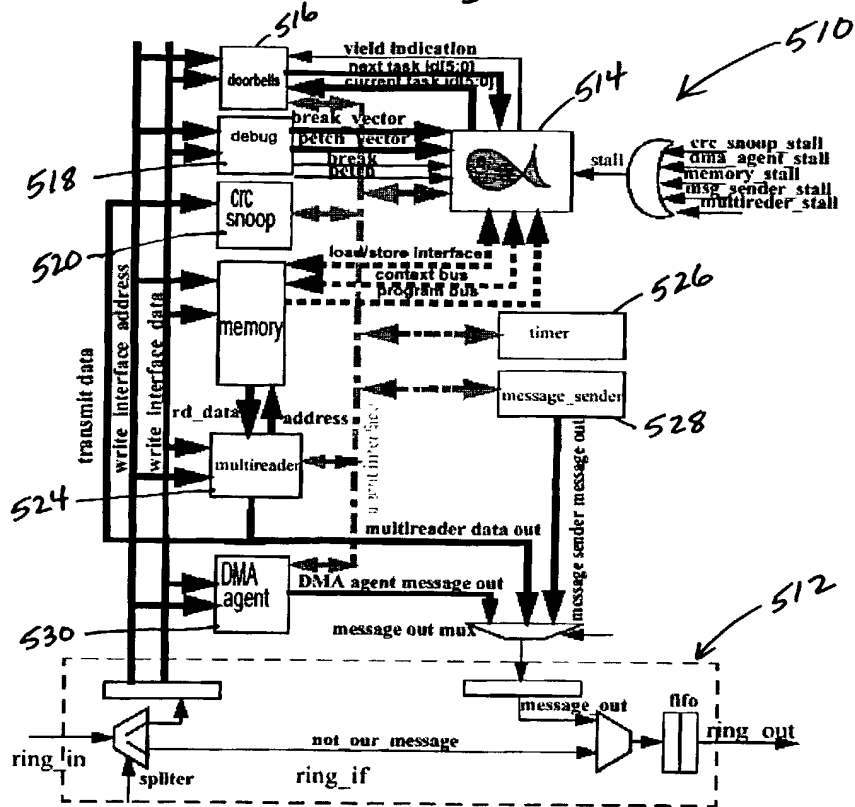 516
510
yield indication
next task id[5:0]
current task id[5:0]
doorbells
514
break_vector
petch_vector
break
petch
debug
518
stall
crc_snoop_stall
dma_agent_stall
memory_stall
msg_sender_stall
multireder_stall
crc
snoop
520
load/store interface
context bus
program bus
526
memory
timer
message_sender
528
transmit data
write interface address
write interface data
rd_data
address
multireader
524
message sender message out
multireader data out
DMA
agent
DMA agent message out
530
message out mux
512
message_out
fifo
ring_out
ring_in
not_our_message
spliter
ring_if